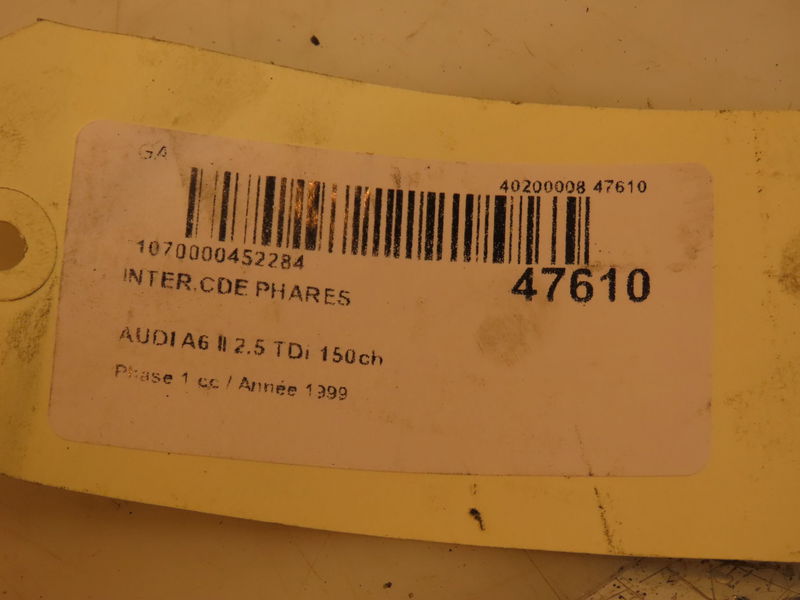 GA
40200008 47610
1070000452284
47610
INTER.CDE PHARES
AUDI A6 II 2.5 TDi 150ch
Phase 1 cc / Année 1999